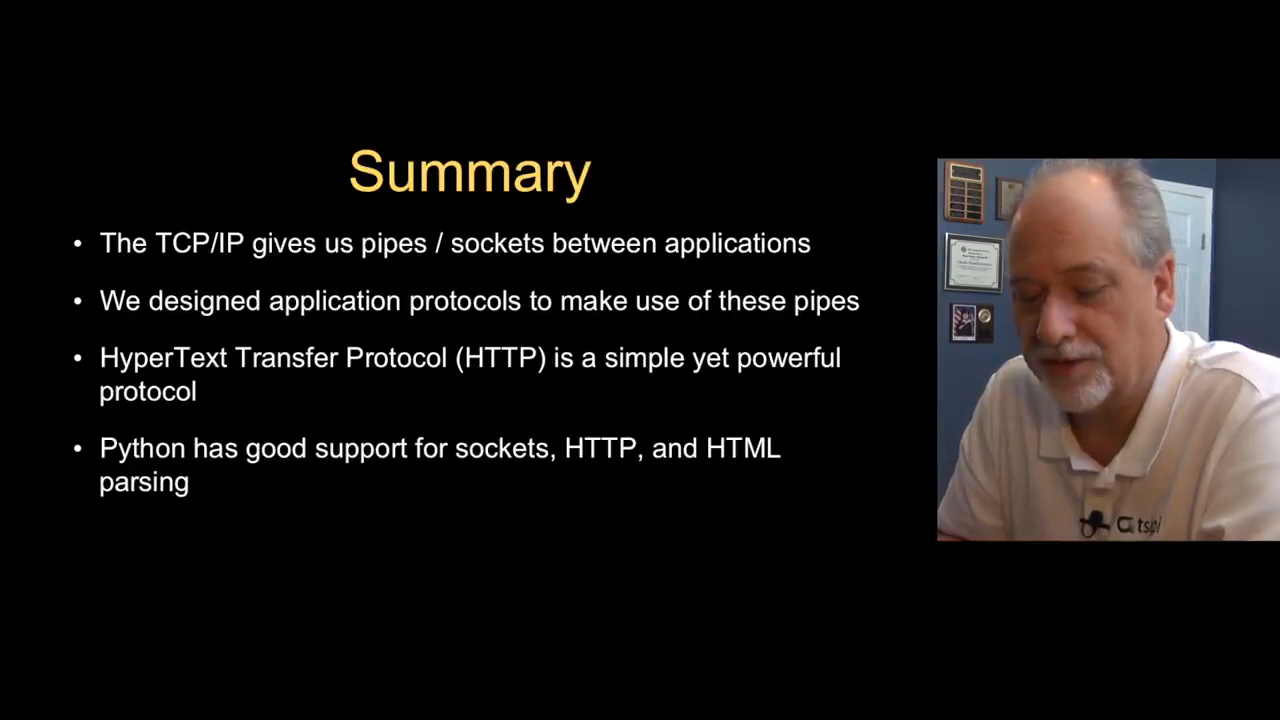 Summary
• The TCP/IP gives us pipes / sockets between applications
• We designed application protocols to make use of these pipes
• HyperText Transfer Protocol (HTTP) is a simple yet powerful
protocol
• Python has good support for sockets, HTTP, and HTML
parsing